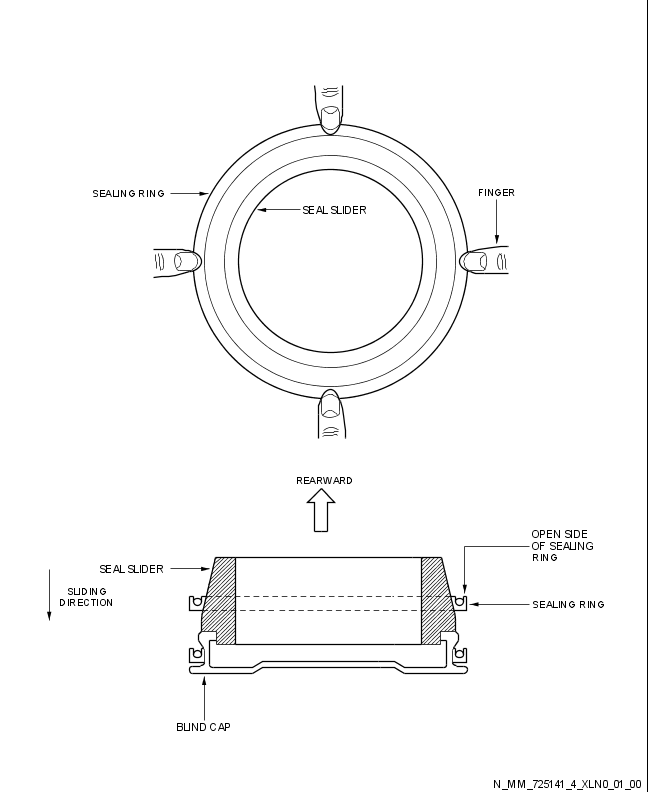 SEALING RING
SEAL SLIDER
FINGER
REARWARD
OPEN SIDE
OF SEALING
RING
SEAL SLIDER
SLIDING
DIRECTION
SEALING RING
BLIND CAP
N_MM_725141_4_XLN0_01_00